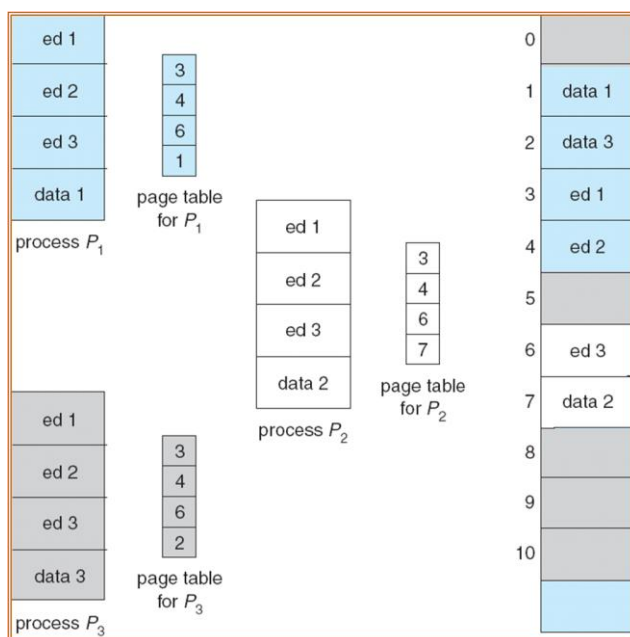 ed 1
ed 2
ed 3
data 1
process P1
3
4
6
1
page table
for P1
ed 1
ed 2
ed 3
data 2
process P2
3
4
6
7
page table
for P2
ed 1
ed 2
ed 3
data 3
process P3
3
4
6
2
page table
for P3
0
1 data 1
2 data 3
3 ed 1
4 ed 2
5
6 ed 3
7 data 2
8
9
10